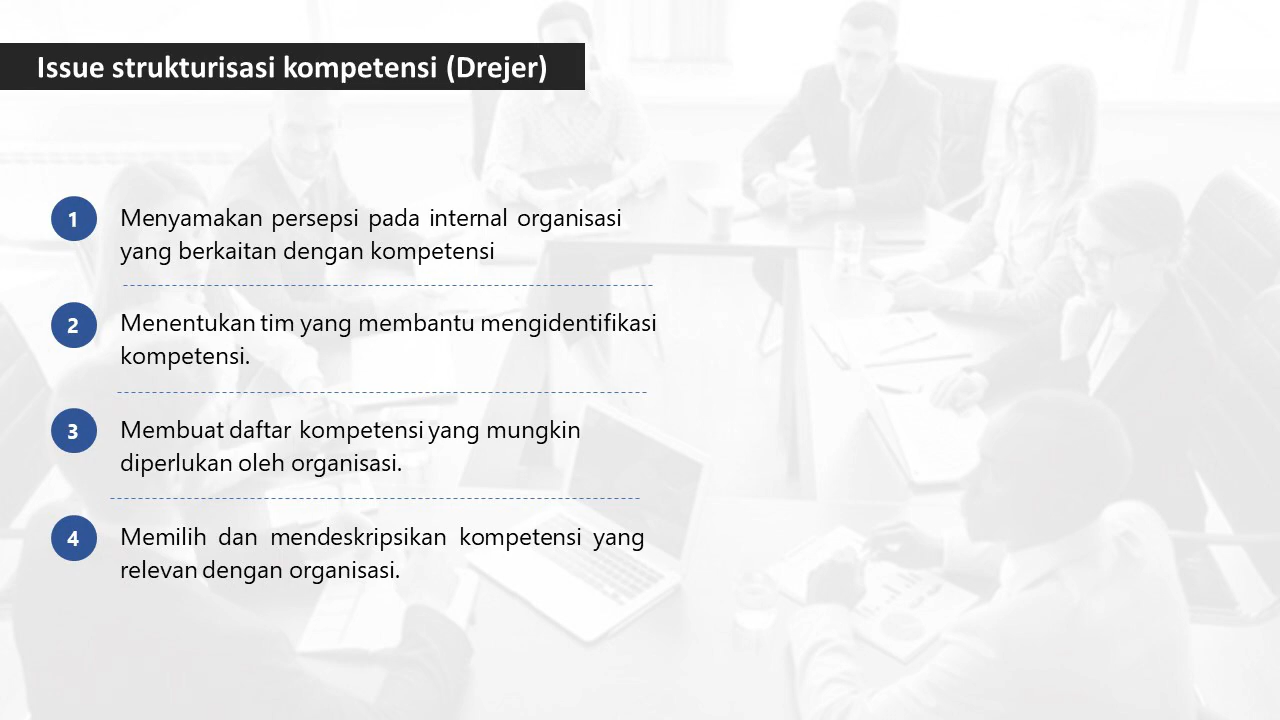 Issue strukturisasi kompetensi (Drejer)
1 Menyamakan persepsi pada internal organisasi
yang berkaitan dengan kompetensi
2 Menentukan tim yang membantu mengidentifikasi
kompetensi.
3 Membuat daftar kompetensi yang mungkin
diperlukan oleh organisasi.
4 Memilih dan mendeskripsikan kompetensi yang
relevan dengan organisasi.